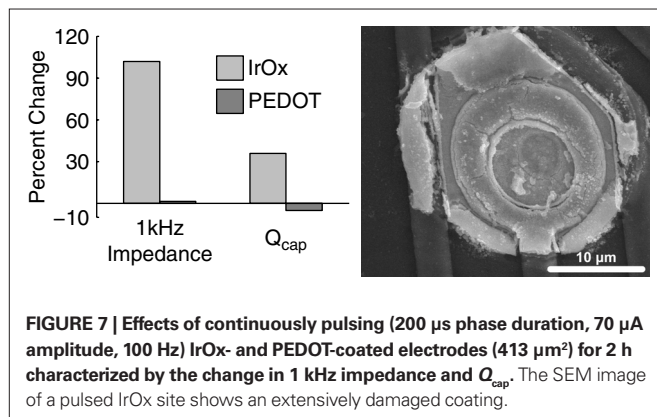 120
90
60
30
−10
Percent Change
IrOx
PEDOT
1kHz
Impedance
Qcap
10 µm
FIGURE 7 | Effects of continuously pulsing (200 µs phase duration, 70 µA
amplitude, 100 Hz) IrOx- and PEDOT-coated electrodes (413 µm²) for 2 h
characterized by the change in 1 kHz impedance and Qcap. The SEM image
of a pulsed IrOx site shows an extensively damaged coating.